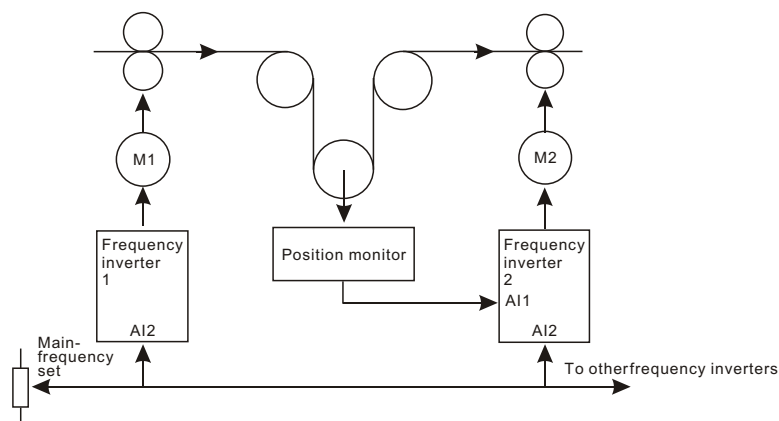 M1
M2
Frequency
inverter
1
AI2
Position monitor
Frequency
inverter
2
AI1
AI2
Main-
frequency
set
To otherfrequency inverters